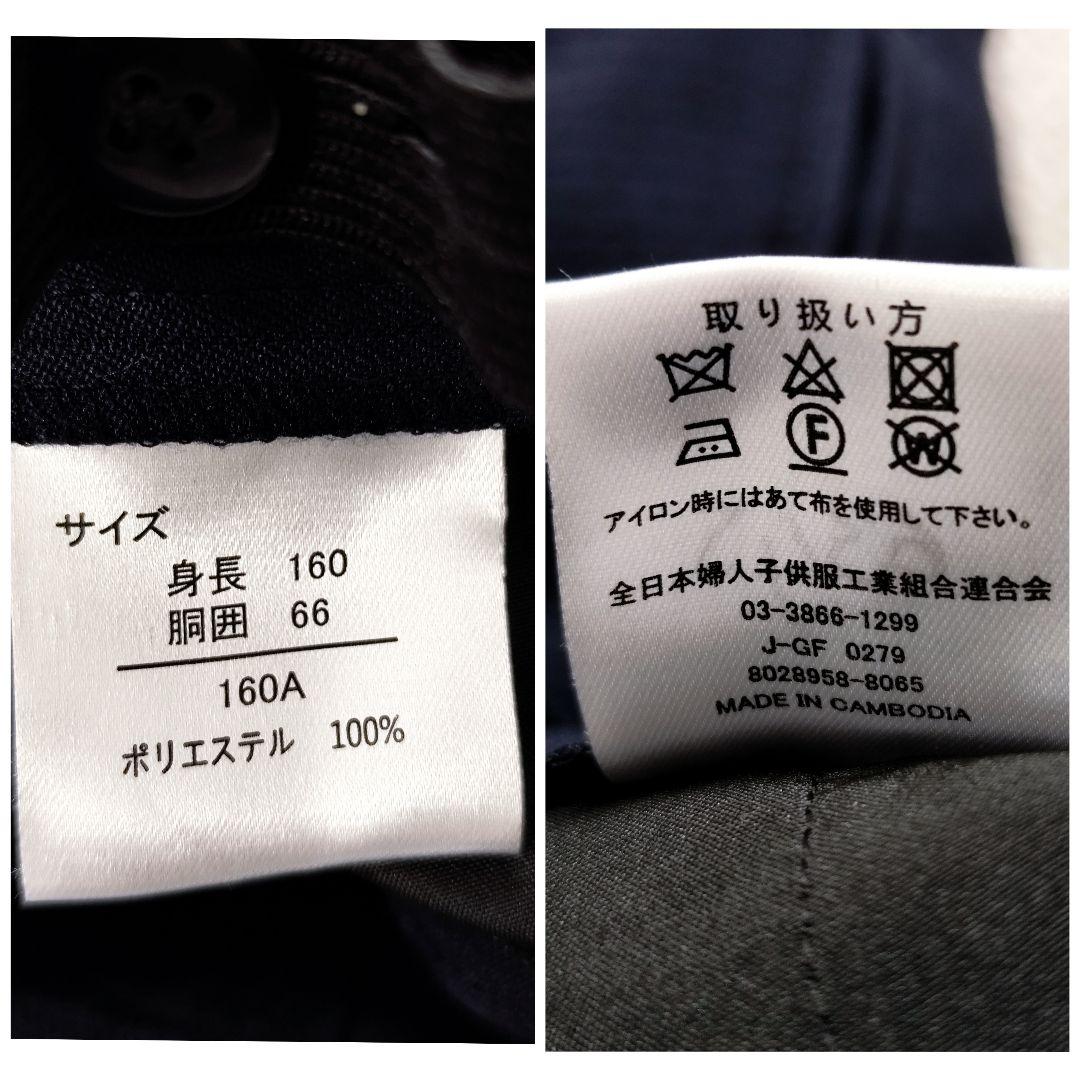 サイズ
身長 160
胴囲 66
160A
ポリエステル 100%
取り扱い方
F W
アイロン時にはあて布を使用して下さい。
全日本婦人子供服工業組合連合会
03-3866-1299
J-GF 0279
8028958-8065
MADE IN CAMBODIA